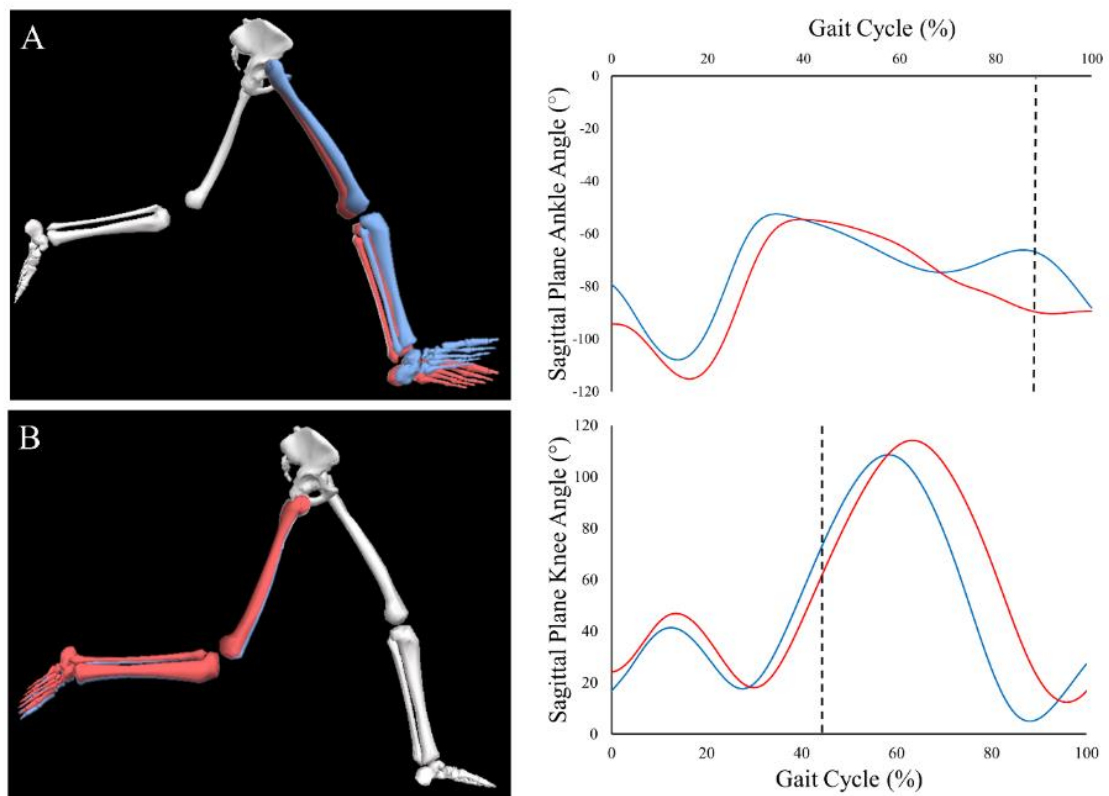 A
Gait Cycle (%)
0 20 40 60 80 100
Sagittal Plane Ankle Angle (°)
0
-20
-40
-60
-80
-100
-120
B
Sagittal Plane Knee Angle (°)
120
100
80
60
40
20
0
0 20 40 60 80 100
Gait Cycle (%)